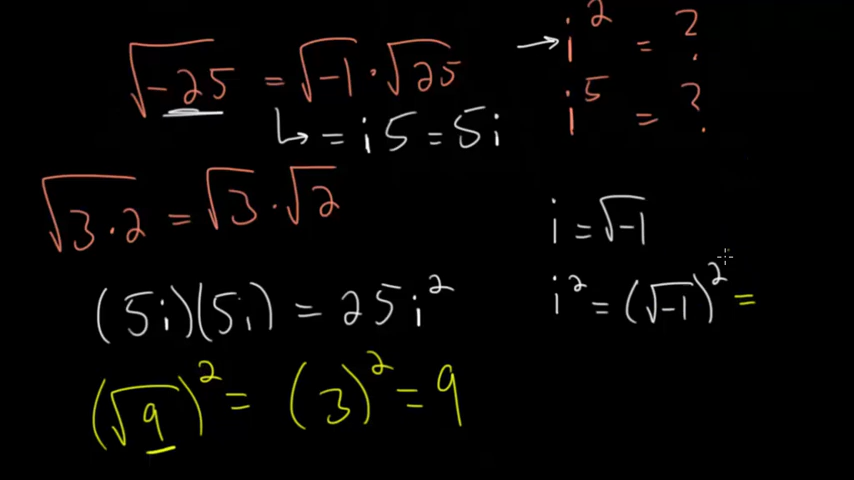 √-25 = √-1 · √25
↳ = i5 = 5i
√3·2 = √3 · √2
(5i)(5i) = 25i²
(√9)² = (3)² = 9
→ i² = ?
i⁵ = ?
i = √-1
i² = (√-1)² =